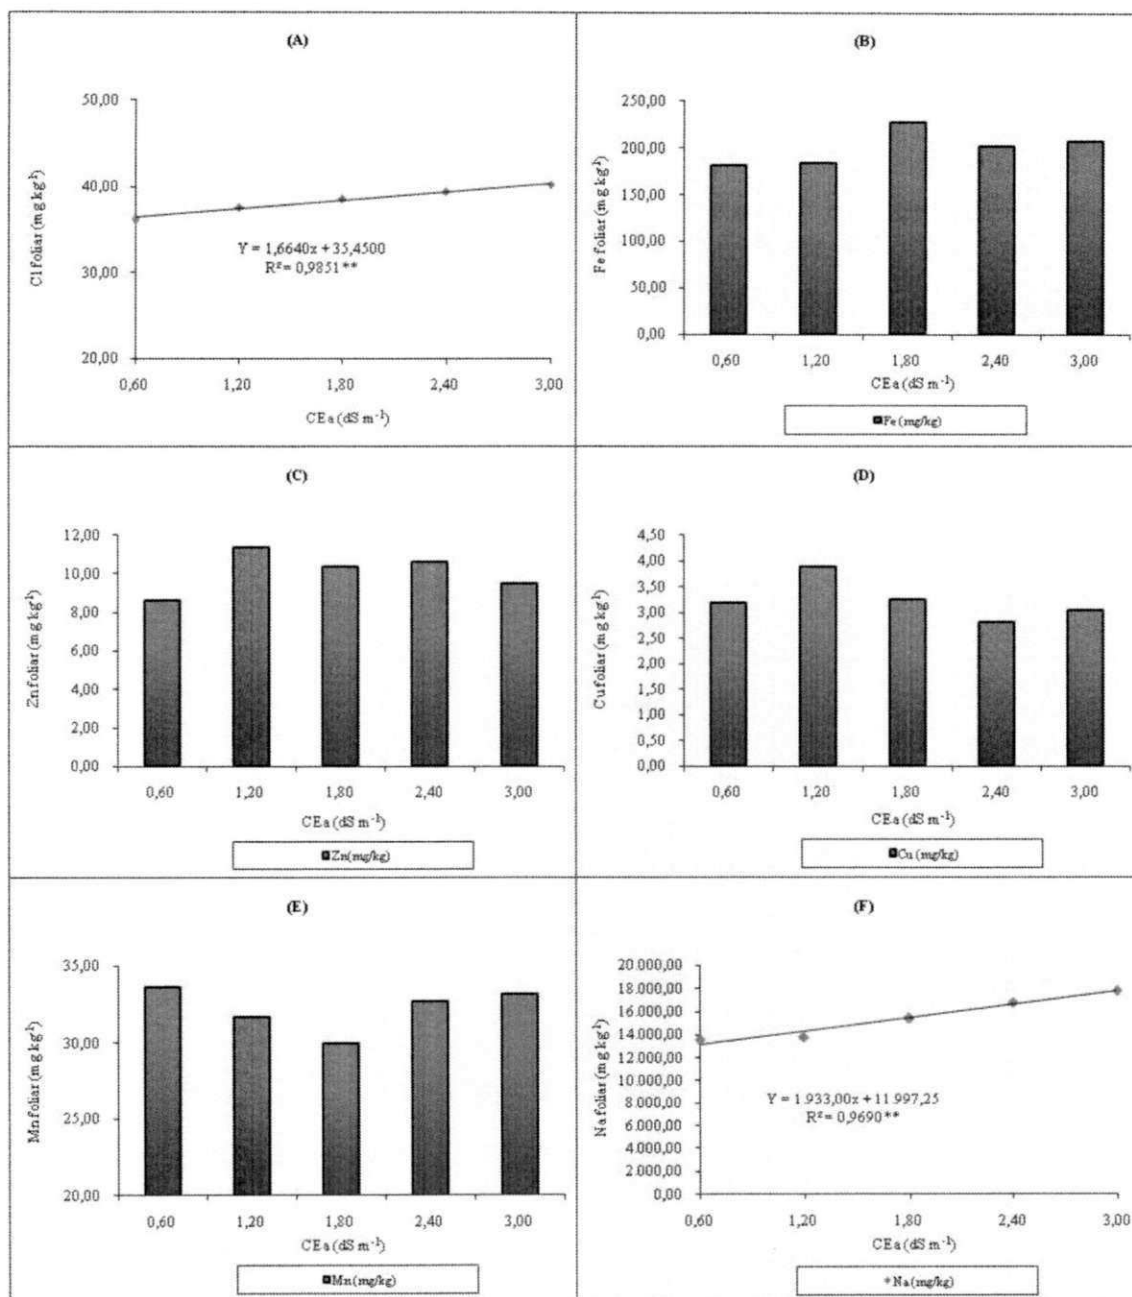 (A)
50,00
40,00
30,00
20,00
Cl foliar (mg kg-1)
Y = 1,6640x + 35,4500
R² = 0,9851 **
0,60 1,20 1,80 2,40 3,00
CEa (dS m-1)
(B)
250,00
200,00
150,00
100,00
50,00
0,00
Fe foliar (mg kg-1)
0,60 1,20 1,80 2,40 3,00
CEa (dS m-1)
Fe (mg/kg)
(C)
12,00
10,00
8,00
6,00
4,00
2,00
0,00
Zn foliar (mg kg-1)
0,60 1,20 1,80 2,40 3,00
CEa (dS m-1)
Zn(mg/kg)
(D)
4,50
4,00
3,50
3,00
2,50
2,00
1,50
1,00
0,50
0,00
Cu foliar (mg kg-1)
0,60 1,20 1,80 2,40 3,00
CEa (dS m-1)
Cu (mg/kg)
(E)
35,00
30,00
25,00
20,00
Mn foliar (mg kg-1)
0,60 1,20 1,80 2,40 3,00
CEa (dS m-1)
Mn(mg/kg)
(F)
20.000,00
18.000,00
16.000,00
14.000,00
12.000,00
10.000,00
8.000,00
6.000,00
4.000,00
2.000,00
0,00
Na foliar (mg kg-1)
Y = 1.933,00x + 11.997,25
R² = 0,9690 **
0,60 1,20 1,80 2,40 3,00
CEa (dS m-1)
Na (mg/kg)